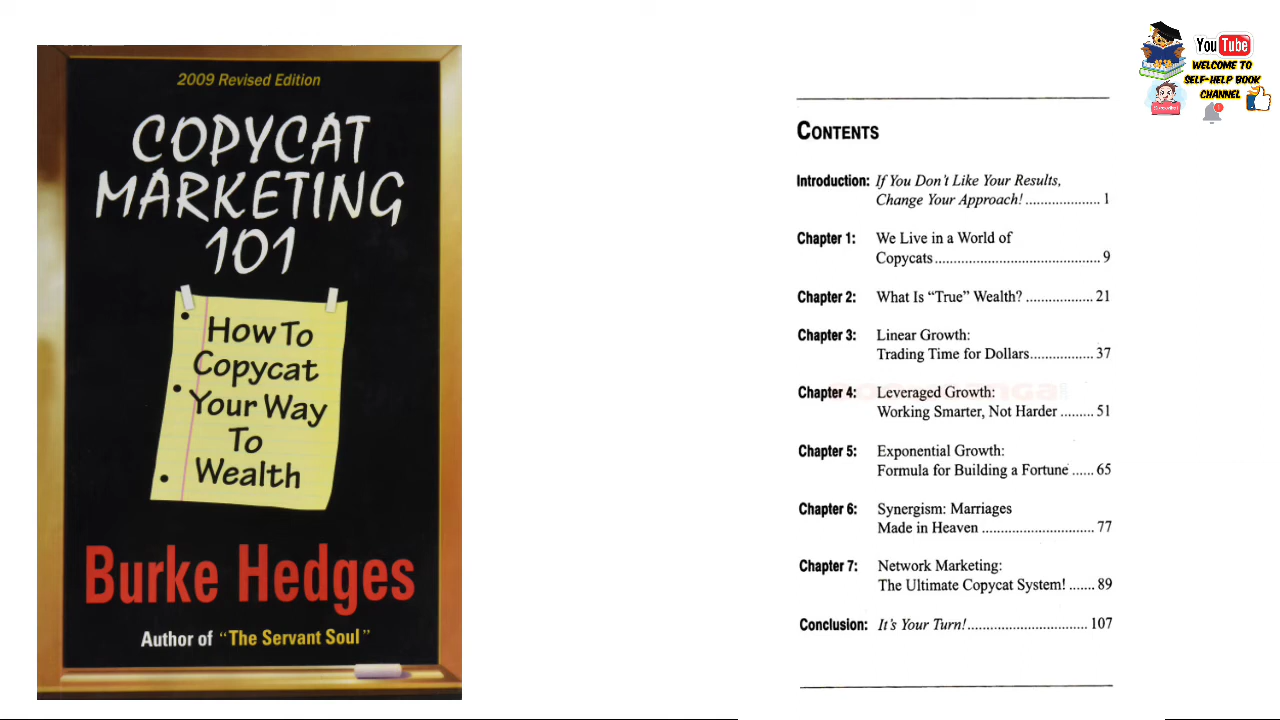 2009 Revised Edition
COPYCAT
MARKETING
101
How To
Copycat
Your Way
To
Wealth
Burke Hedges
Author of "The Servant Soul"
CONTENTS
Introduction: If You Don't Like Your Results,
Change Your Approach! .................... 1
Chapter 1: We Live in a World of
Copycats ............................................ 9
Chapter 2: What Is “True” Wealth? .................. 21
Chapter 3: Linear Growth:
Trading Time for Dollars................. 37
Chapter 4: Leveraged Growth:
Working Smarter, Not Harder ......... 51
Chapter 5: Exponential Growth:
Formula for Building a Fortune ...... 65
Chapter 6: Synergism: Marriages
Made in Heaven .............................. 77
Chapter 7: Network Marketing:
The Ultimate Copycat System! ....... 89
Conclusion: It's Your Turn!................................ 107
YouTube
WELCOME TO
SELF-HELP BOOK
CHANNEL